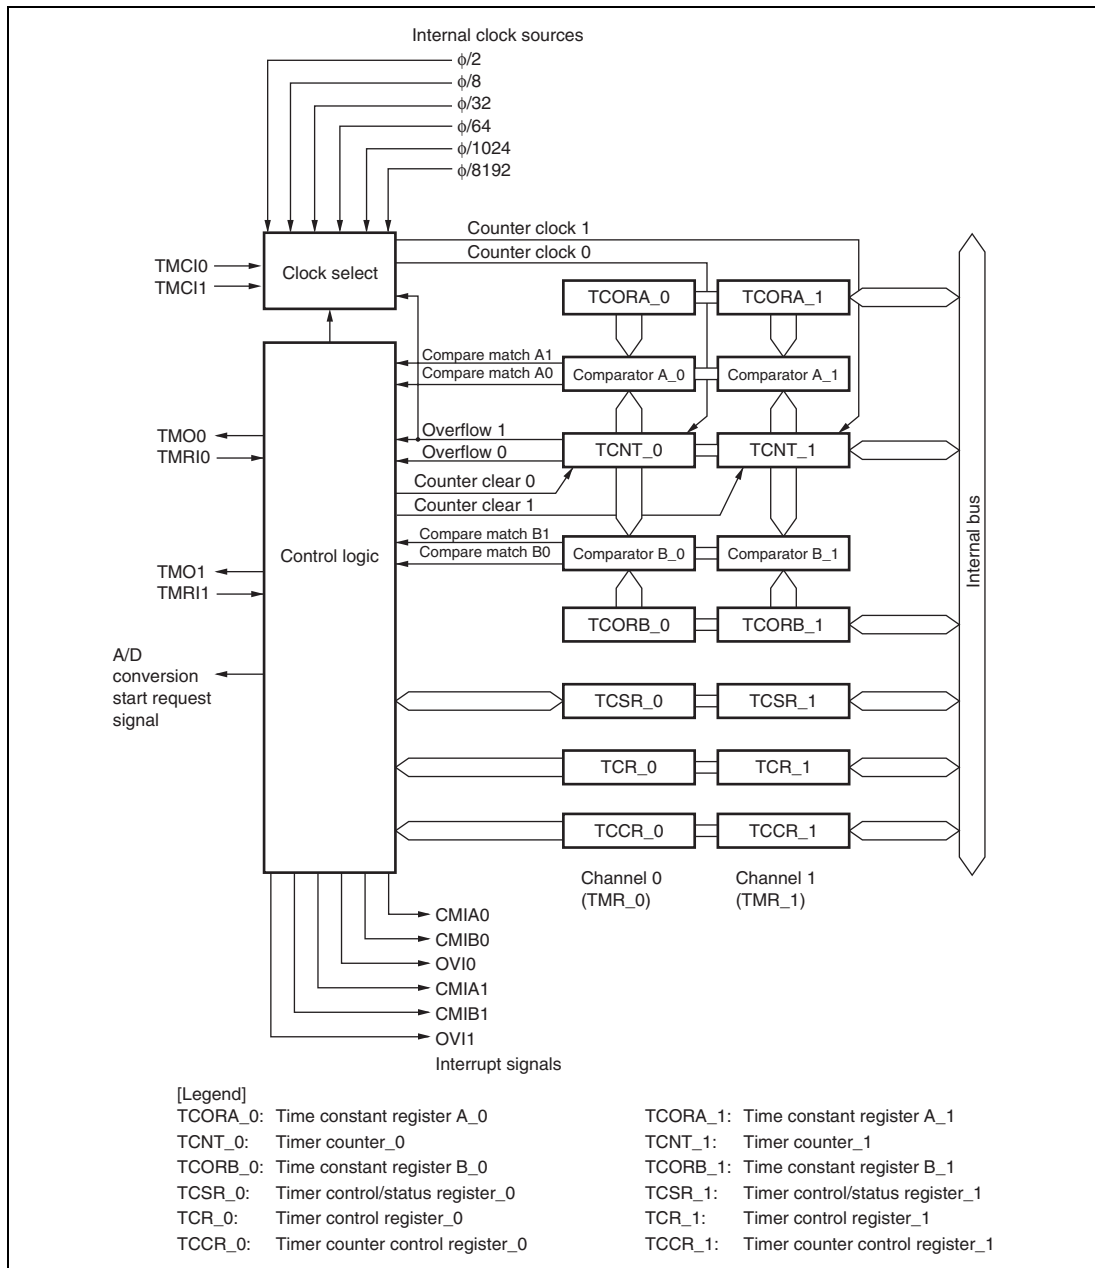 Internal clock sources
ϕ/2
ϕ/8
ϕ/32
ϕ/64
ϕ/1024
ϕ/8192
Counter clock 1
Counter clock 0
TMCI0
TMCI1
Clock select
TCORA_0
TCORA_1
Compare match A1
Compare match A0
Comparator A_0
Comparator A_1
TMO0
TMRI0
Overflow 1
Overflow 0
TCNT_0
TCNT_1
Counter clear 0
Counter clear 1
Control logic
Compare match B1
Compare match B0
Comparator B_0
Comparator B_1
Internal bus
TMO1
TMRI1
TCORB_0
TCORB_1
A/D
conversion
start request
signal
TCSR_0
TCSR_1
TCR_0
TCR_1
TCCR_0
TCCR_1
Channel 0
(TMR_0)
Channel 1
(TMR_1)
CMIA0
CMIB0
OVI0
CMIA1
CMIB1
OVI1
Interrupt signals
[Legend]
TCORA_0: Time constant register A_0
TCORA_1: Time constant register A_1
TCNT_0: Timer counter_0
TCNT_1: Timer counter_1
TCORB_0: Time constant register B_0
TCORB_1: Time constant register B_1
TCSR_0: Timer control/status register_0
TCSR_1: Timer control/status register_1
TCR_0: Timer control register_0
TCR_1: Timer control register_1
TCCR_0: Timer counter control register_0
TCCR_1: Timer counter control register_1